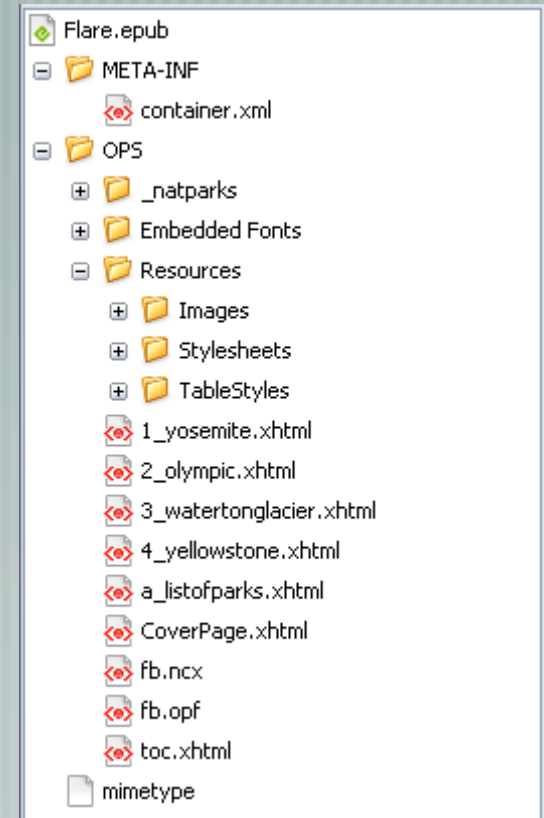 Flare.epub
META-INF
container.xml
OPS
_natparks
Embedded Fonts
Resources
Images
Stylesheets
TableStyles
1_yosemite.xhtml
2_olympic.xhtml
3_watertonglacier.xhtml
4_yellowstone.xhtml
a_listofparks.xhtml
CoverPage.xhtml
fb.ncx
fb.opf
toc.xhtml
mimetype